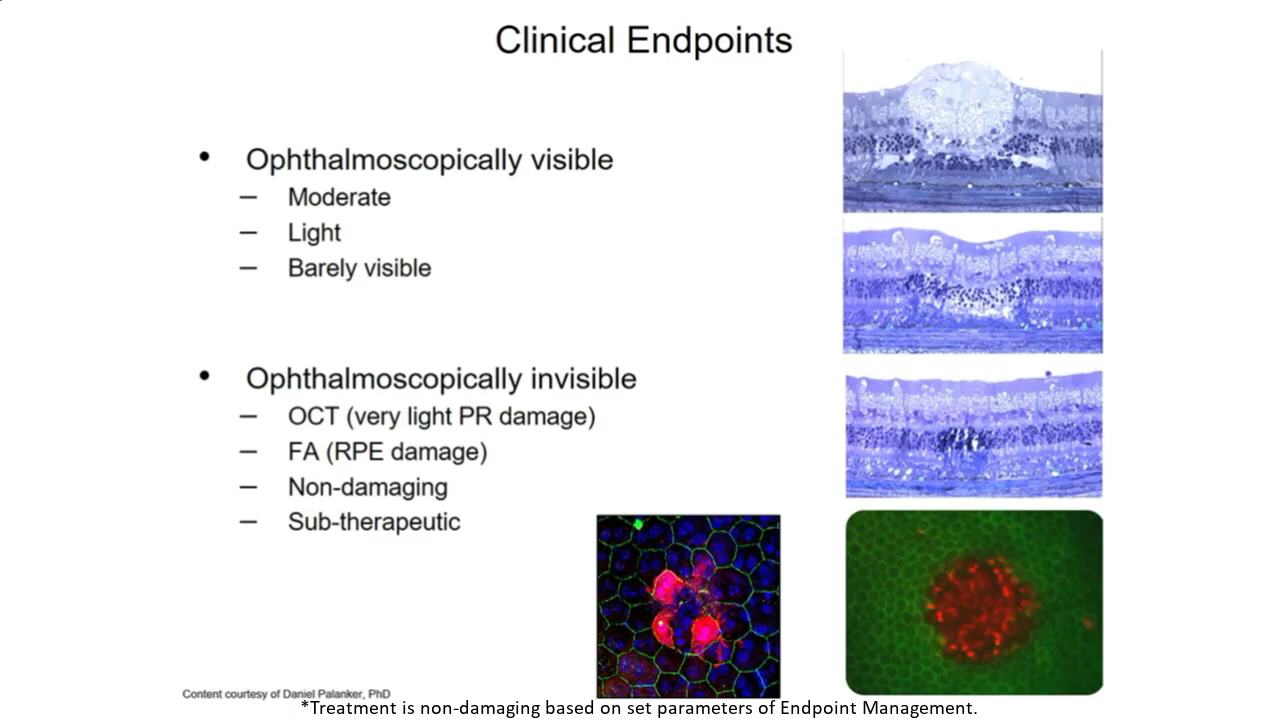 Clinical Endpoints
• Ophthalmoscopically visible
– Moderate
– Light
– Barely visible
• Ophthalmoscopically invisible
– OCT (very light PR damage)
– FA (RPE damage)
– Non-damaging
– Sub-therapeutic
Content courtesy of Daniel Palanker, PhD
*Treatment is non-damaging based on set parameters of Endpoint Management.